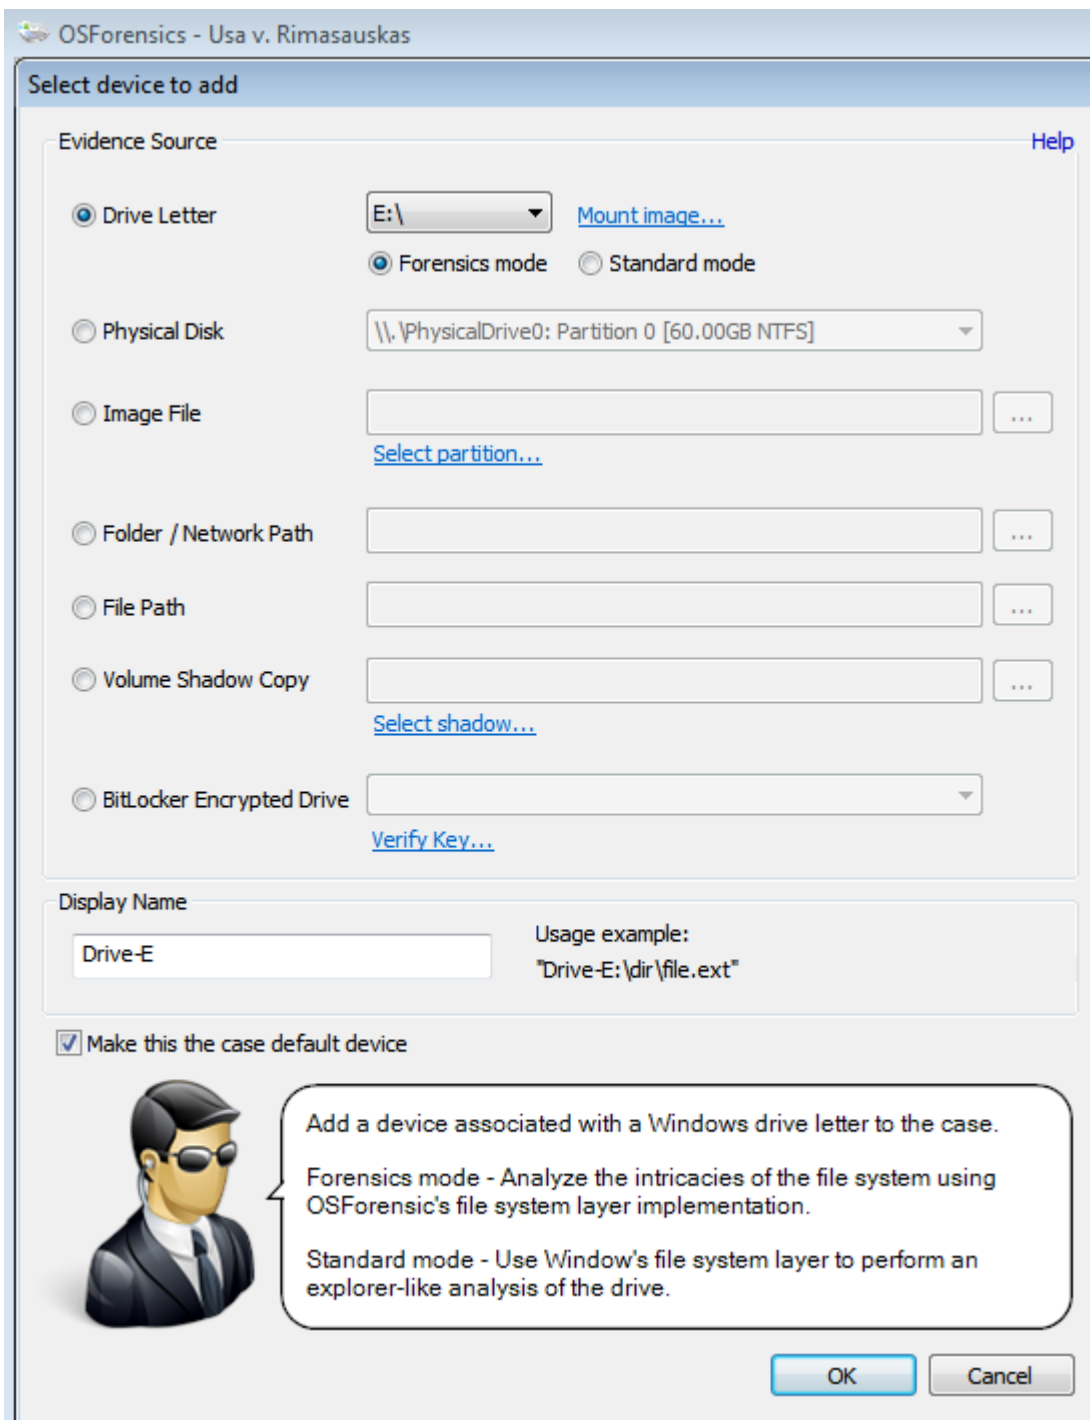 OSForensics - Usa v. Rimasauskas
Select device to add
Evidence Source
Help
Drive Letter
E:\
Mount image...
Forensics mode
Standard mode
Physical Disk
\\.\PhysicalDrive0: Partition 0 [60.00GB NTFS]
Image File
...
Select partition...
Folder / Network Path
...
File Path
...
Volume Shadow Copy
...
Select shadow...
BitLocker Encrypted Drive
Verify Key...
Display Name
Drive-E
Usage example:
"Drive-E:\dir\file.ext"
Make this the case default device
Add a device associated with a Windows drive letter to the case.
Forensics mode - Analyze the intricacies of the file system using
OSForensic's file system layer implementation.
Standard mode - Use Window's file system layer to perform an
explorer-like analysis of the drive.
OK
Cancel